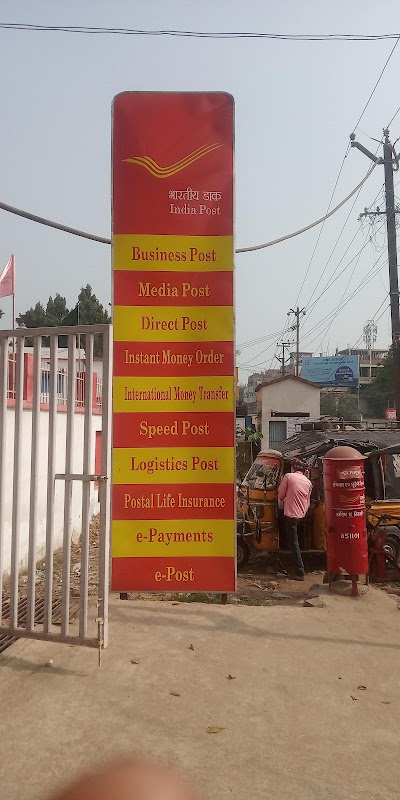 भारतीय डाक
India Post
Business Post
Media Post
Direct Post
Instant Money Order
International Money Transfer
Speed Post
Logistics Post
Postal Life Insurance
e-Payments
e-Post
851101